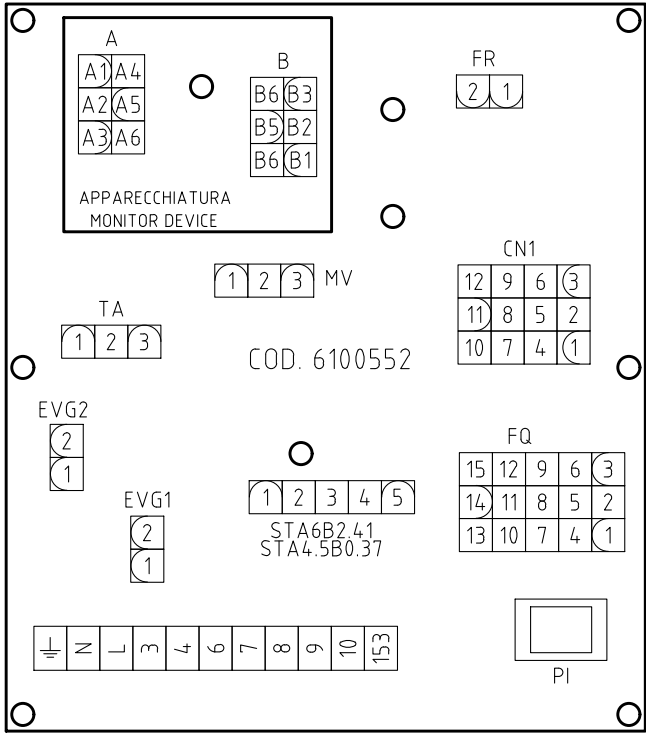 A
A1 A4
A2 A5
A3 A6
B
B6 B3
B5 B2
B6 B1
APPARECCHIATURA
MONITOR DEVICE
FR
2 1
1 2 3 MV
CN1
12 9 6 3
11 8 5 2
10 7 4 1
TA
1 2 3
COD. 6100552
EVG2
2
1
EVG1
2
1
1 2 3 4 5
STA6B2.41
STA4.5B0.37
FQ
15 12 9 6 3
14 11 8 5 2
13 10 7 4 1
N L 3 4 6 7 8 9 10 153
PI